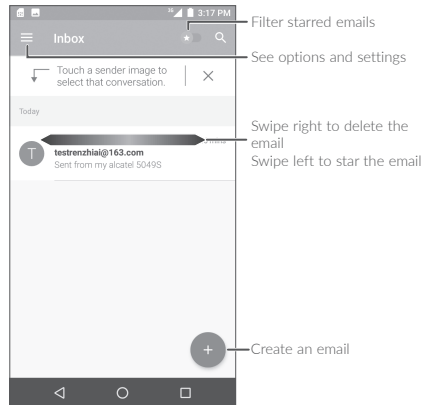 3G 3:17 PM
Filter starred emails
Inbox
See options and settings
Touch a sender image to
select that conversation.
Today
Swipe right to delete the
email
Swipe left to star the email
T
testrenzhiai@163.com
Sent from my alcatel 5049S
Create an email